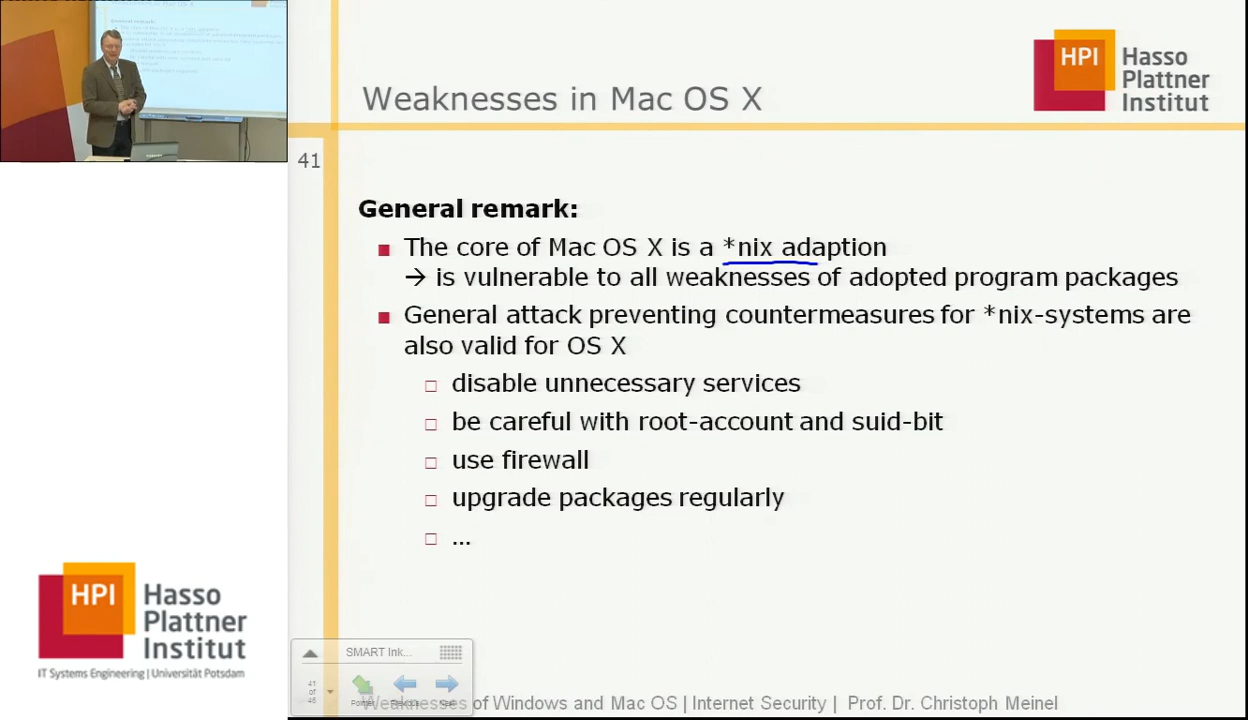 Weaknesses in Mac OS X
HPI Hasso
Plattner
Institut
41
General remark:
The core of Mac OS X is a *nix adaption
→ is vulnerable to all weaknesses of adopted program packages
General attack preventing countermeasures for *nix-systems are
also valid for OS X
disable unnecessary services
be careful with root-account and suid-bit
use firewall
upgrade packages regularly
...
HPI Hasso
Plattner
Institut
IT Systems Engineering | Universität Potsdam
SMART Ink...
41
of
46
Weaknesses of Windows and Mac OS | Internet Security | Prof. Dr. Christoph Meinel